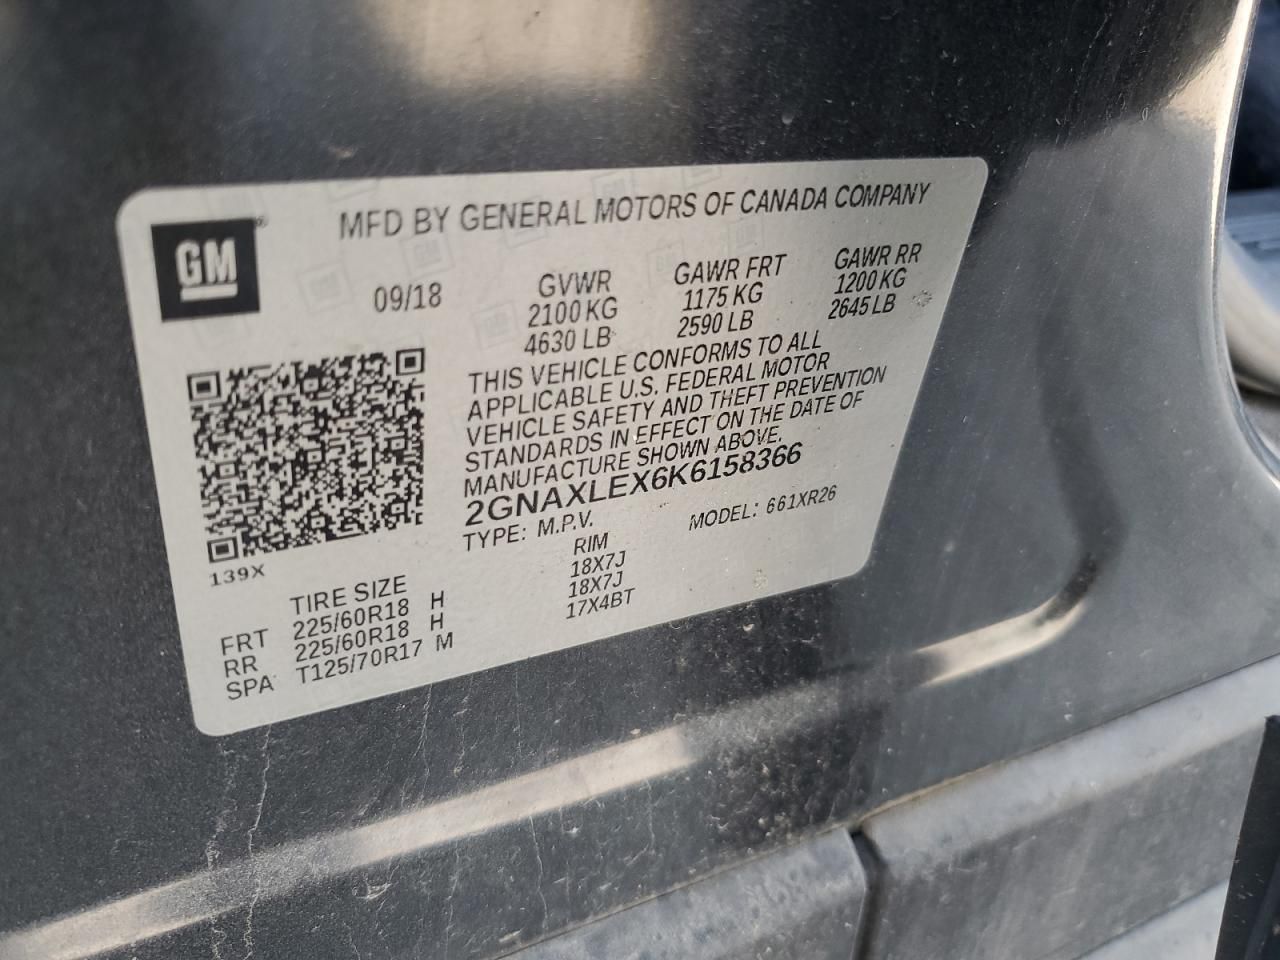 GM
MFD BY GENERAL MOTORS OF CANADA COMPANY
09/18
GVWR
2100 KG
4630 LB
GAWR FRT
1175 KG
2590 LB
GAWR RR
1200 KG
2645 LB
THIS VEHICLE CONFORMS TO ALL
APPLICABLE U.S. FEDERAL MOTOR
VEHICLE SAFETY AND THEFT PREVENTION
STANDARDS IN EFFECT ON THE DATE OF
MANUFACTURE SHOWN ABOVE.
2GNAXLEX6K6158366
TYPE: M.P.V. MODEL: 661XR26
139X
TIRE SIZE RIM
FRT 225/60R18 H 18X7J
RR 225/60R18 H 18X7J
SPA T125/70R17 M 17X4BT